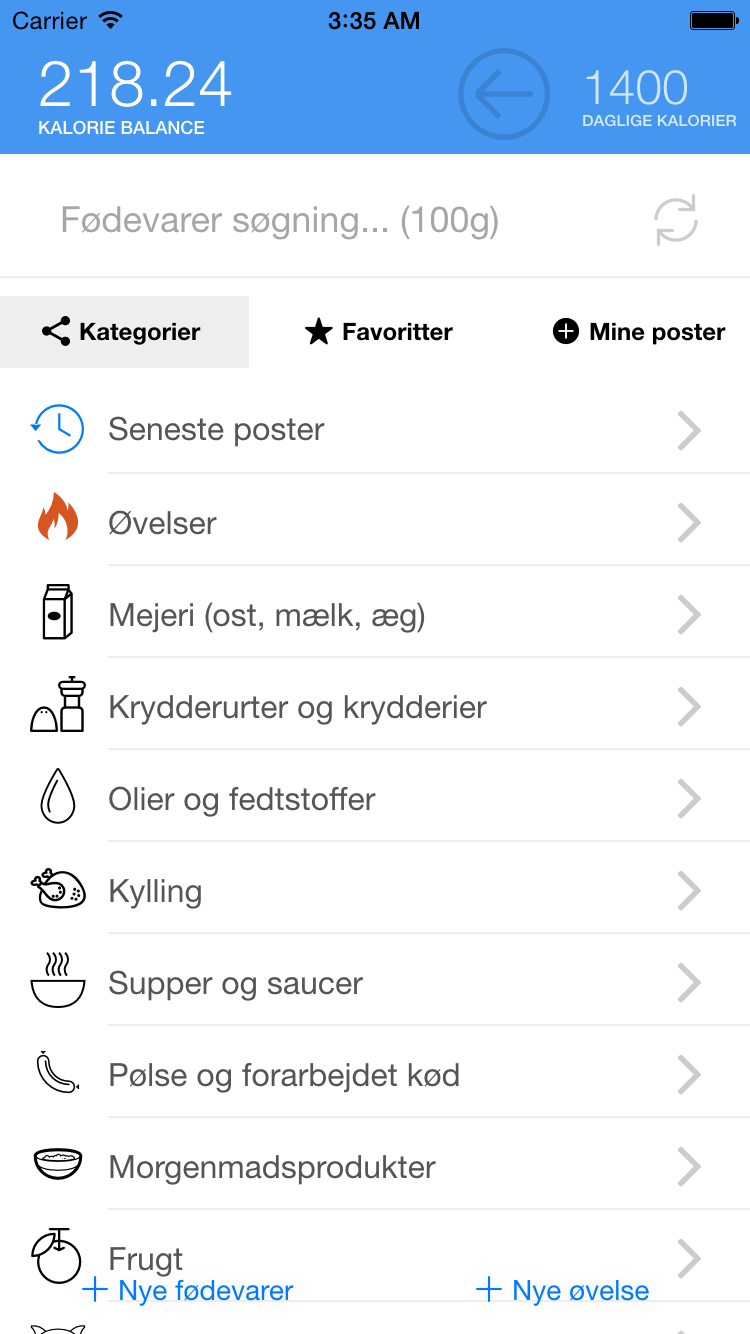 Carrier 3:35 AM
218.24
KALORIE BALANCE
1400
DAGLIGE KALORIER
Fødevarer søgning... (100g)
Kategorier Favoritter Mine poster
Seneste poster
Øvelser
Mejeri (ost, mælk, æg)
Krydderurter og krydderier
Olier og fedtstoffer
Kylling
Supper og saucer
Pølse og forarbejdet kød
Morgenmadsprodukter
Frugt
Nye fødevarer Nye øvelse